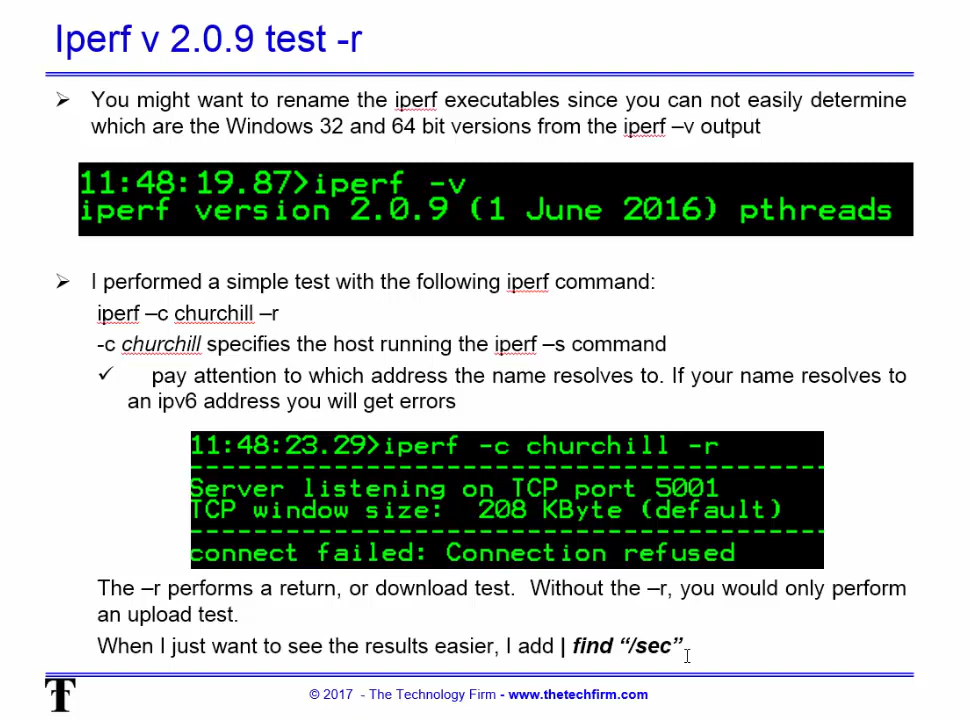 Iperf v 2.0.9 test -r
➢ You might want to rename the iperf executables since you can not easily determine
which are the Windows 32 and 64 bit versions from the iperf –v output
11:48:19.87>iperf -v
iperf version 2.0.9 (1 June 2016) pthreads
➢ I performed a simple test with the following iperf command:
iperf –c churchill –r
-c churchill specifies the host running the iperf –s command
✓ pay attention to which address the name resolves to. If your name resolves to
an ipv6 address you will get errors
11:48:23.29>iperf -c churchill -r
------------------------------------------------------------
Server listening on TCP port 5001
TCP window size: 208 KByte (default)
------------------------------------------------------------
connect failed: Connection refused
The –r performs a return, or download test. Without the –r, you would only perform
an upload test.
When I just want to see the results easier, I add | find “/sec”
T
© 2017 - The Technology Firm - www.thetechfirm.com